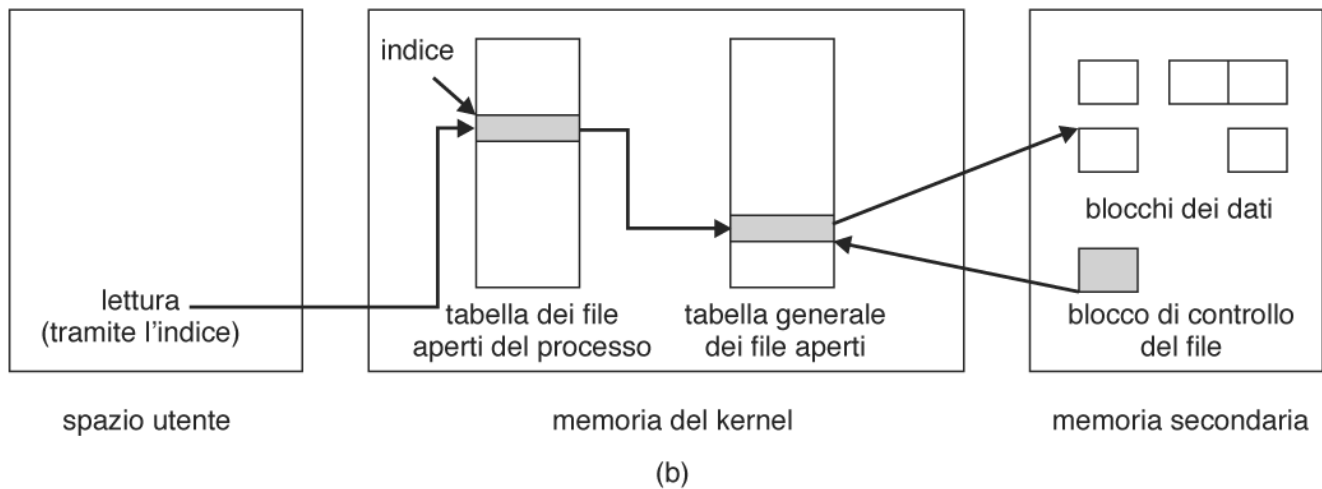 indice
lettura
(tramite l'indice)
tabella dei file
aperti del processo
tabella generale
dei file aperti
blocchi dei dati
blocco di controllo
del file
spazio utente
memoria del kernel
memoria secondaria
(b)